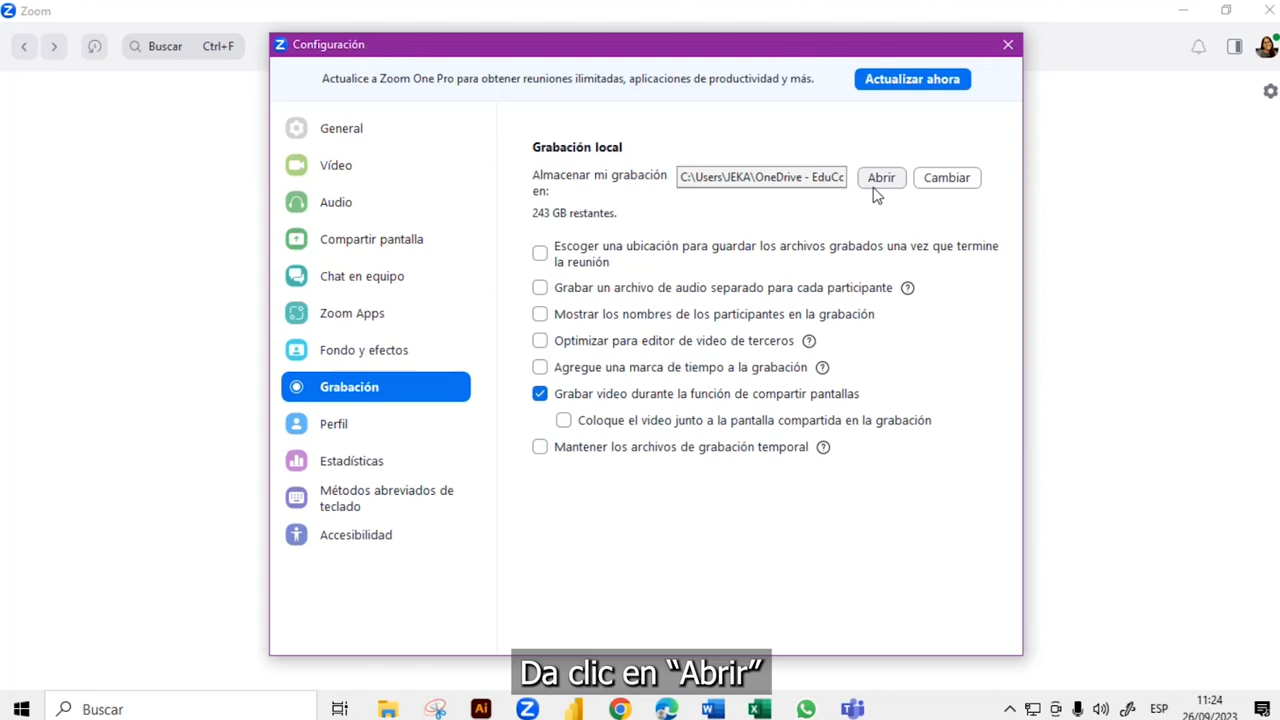 Zoom
Buscar Ctrl+F
Configuración
Actualice a Zoom One Pro para obtener reuniones ilimitadas, aplicaciones de productividad y más.
Actualizar ahora
General
Vídeo
Audio
Compartir pantalla
Chat en equipo
Zoom Apps
Fondo y efectos
Grabación
Perfil
Estadísticas
Métodos abreviados de
teclado
Accesibilidad
Grabación local
Almacenar mi grabación
en:
C:\Users\JEKA\OneDrive - EduCc
Abrir
Cambiar
243 GB restantes.
Escoger una ubicación para guardar los archivos grabados una vez que termine
la reunión
Grabar un archivo de audio separado para cada participante
Mostrar los nombres de los participantes en la grabación
Optimizar para editor de video de terceros
Agregue una marca de tiempo a la grabación
Grabar video durante la función de compartir pantallas
Coloque el video junto a la pantalla compartida en la grabación
Mantener los archivos de grabación temporal
Da clic en “Abrir”
Buscar
Ai
ESP
11:24
26/09/2023